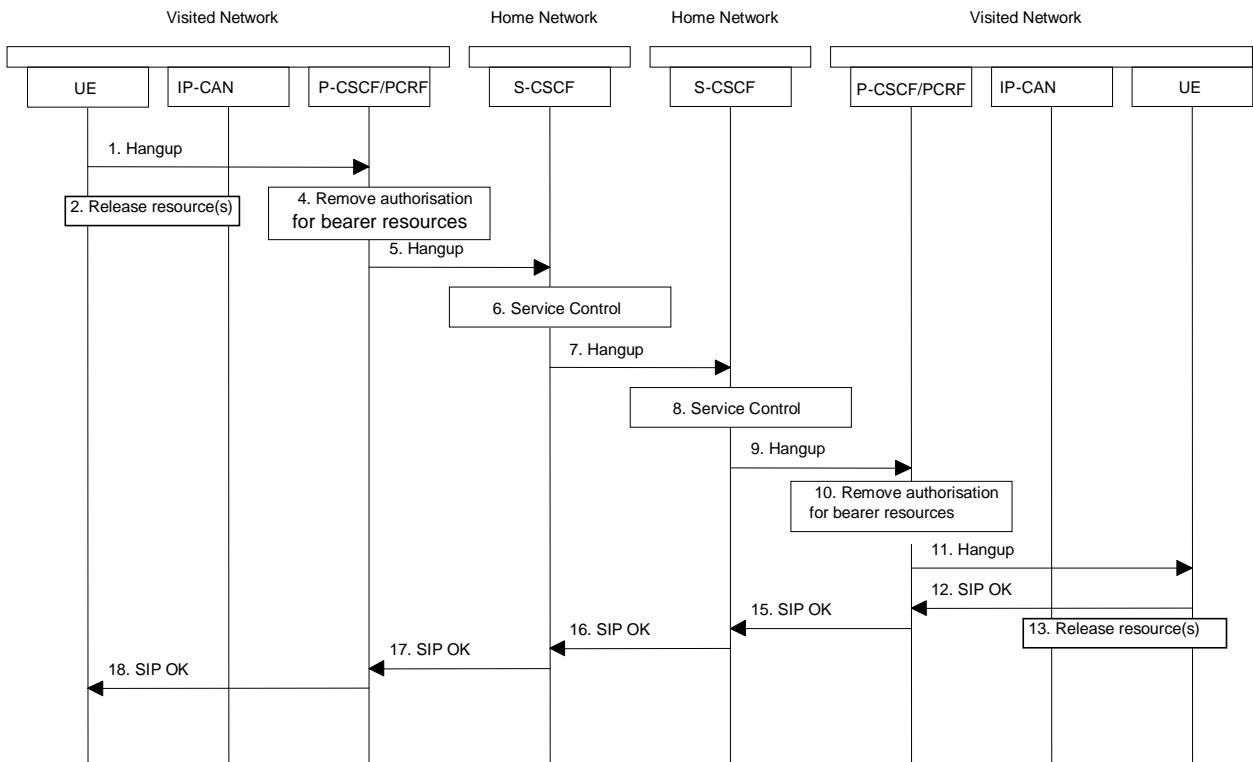 Visited Network
Home Network
Home Network
Visited Network
UE
IP-CAN
P-CSCF/PCRF
S-CSCF
S-CSCF
P-CSCF/PCRF
IP-CAN
UE
1. Hangup
2. Release resource(s)
4. Remove authorisation
for bearer resources
5. Hangup
6. Service Control
7. Hangup
8. Service Control
9. Hangup
10. Remove authorisation
for bearer resources
11. Hangup
12. SIP OK
15. SIP OK
13. Release resource(s)
16. SIP OK
17. SIP OK
18. SIP OK